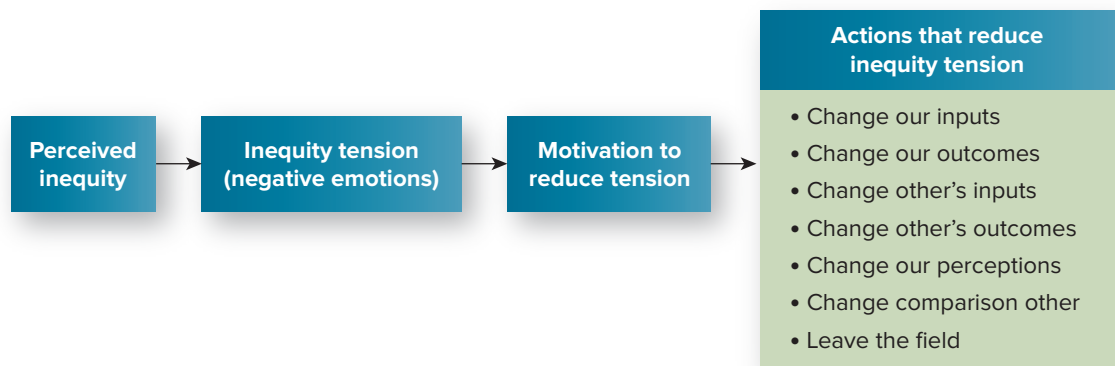 Perceived
inequity
Inequity tension
(negative emotions)
Motivation to
reduce tension
Actions that reduce
inequity tension
• Change our inputs
• Change our outcomes
• Change other’s inputs
• Change other’s outcomes
• Change our perceptions
• Change comparison other
• Leave the field